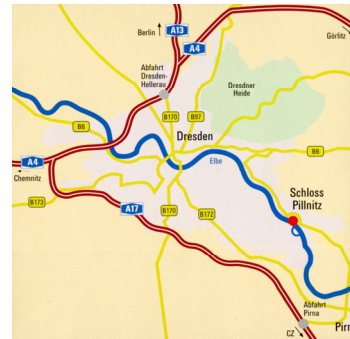 Berlin
A13
A4
Görlitz
Abfahrt
Dresden-
Hellerau
Dresdner
Heide
B170
B97
B6
Dresden
B6
A4
Elbe
Chemnitz
Schloss
Pillnitz
B173
A17
B170
B172
Abfahrt
Pirna
Pirn
CZ